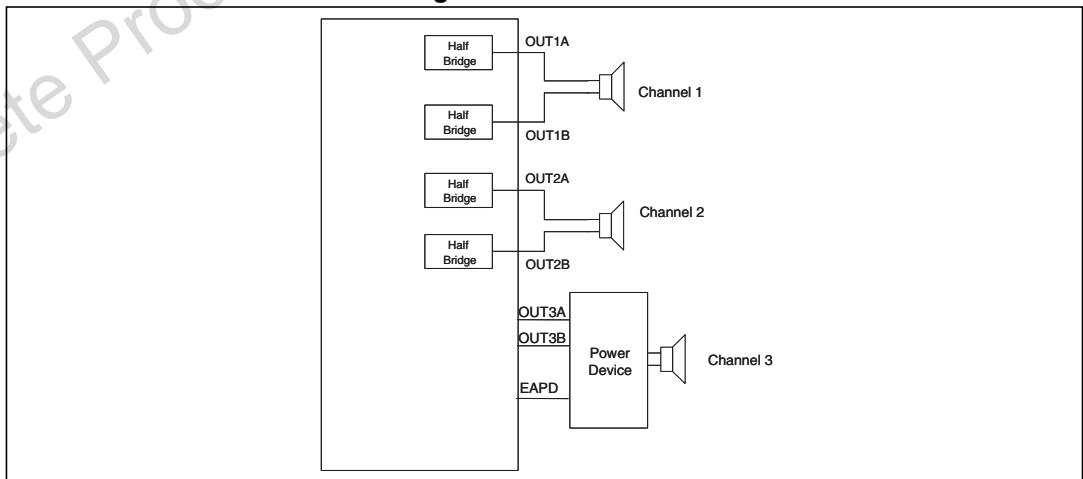 Half
Bridge
OUT1A
Channel 1
Half
Bridge
OUT1B
Half
Bridge
OUT2A
Channel 2
Half
Bridge
OUT2B
OUT3A
OUT3B
Power
Device
Channel 3
EAPD